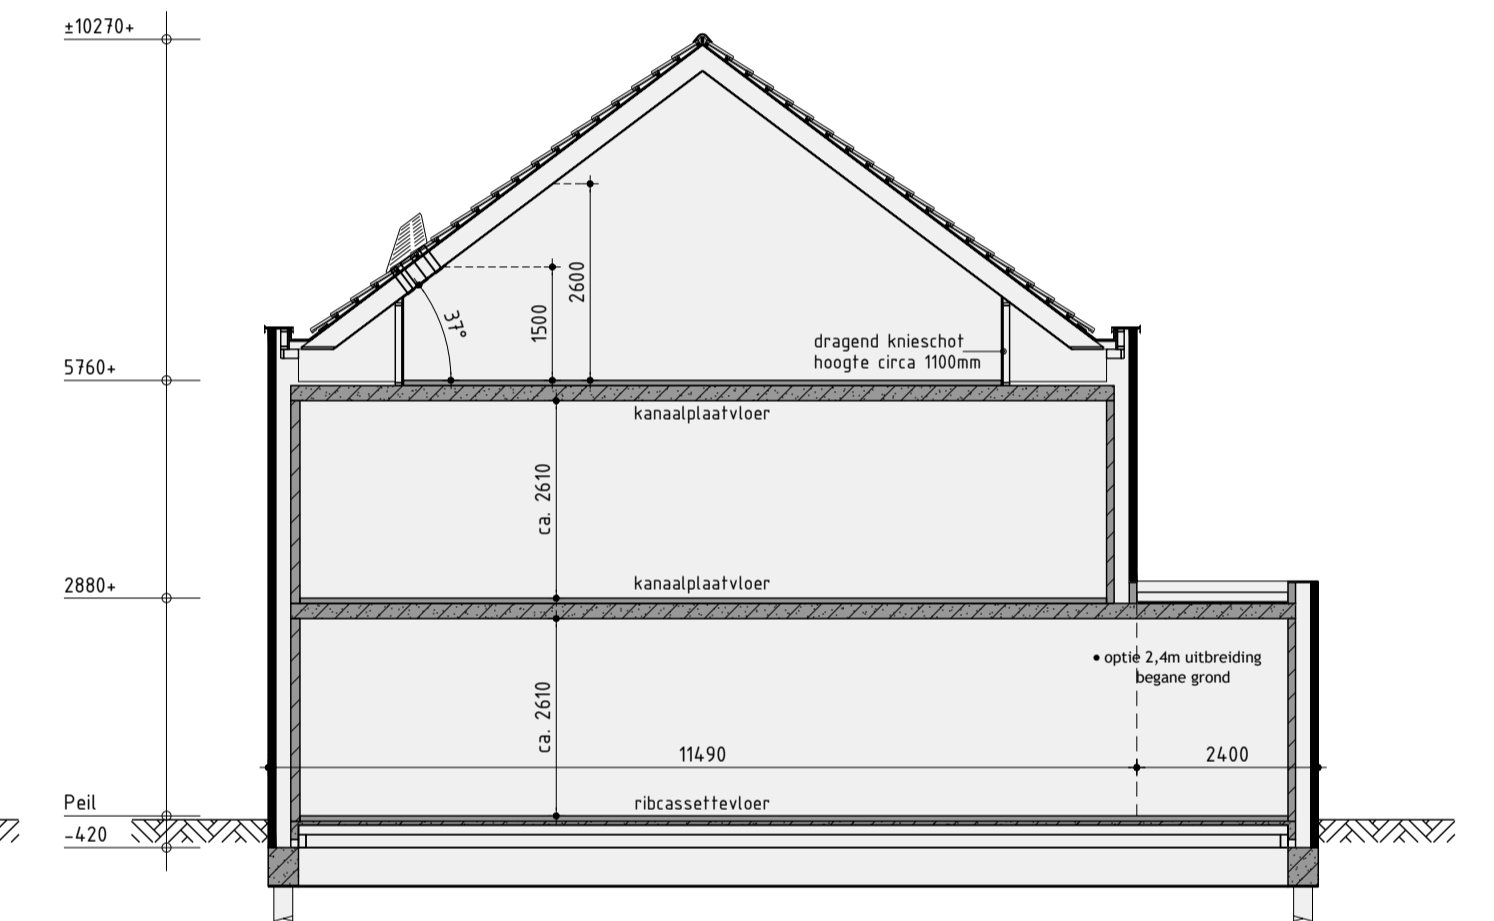 ±10270+
2600
1500
37°
dragend knieschot
hoogte circa 1100mm
5760+
kanaalplaatvloer
ca. 2610
kanaalplaatvloer
2880+
• optie 2,4m uitbreiding
begane grond
ca. 2610
11490
2400
Peil
ribcassettevloer
-420